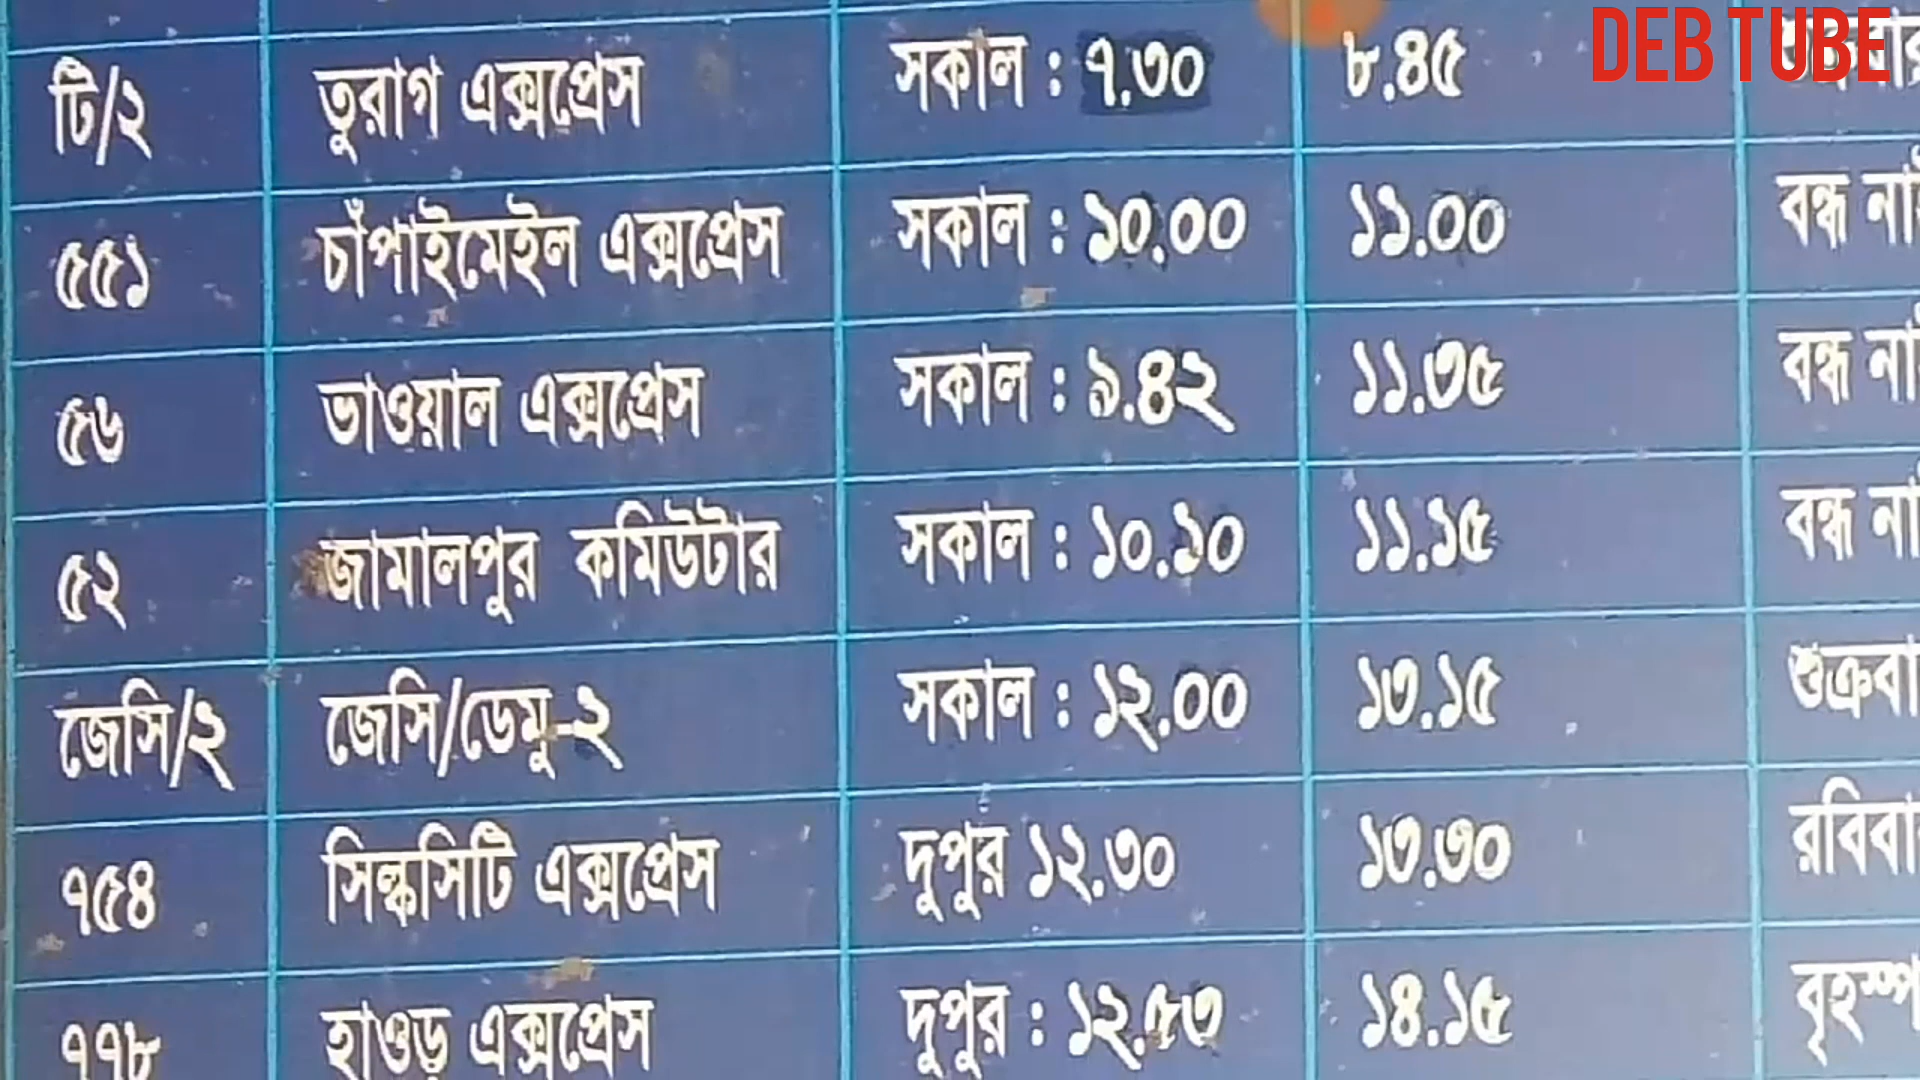 DEB TUBE
টি/২ তুরাগ এক্সপ্রেস সকাল : ৭.৩০ ৮.৪৫
৫৫১ চাঁপাইমেইল এক্সপ্রেস সকাল : ১০.০০ ১১.০০ বন্ধ
৫৬ ভাওয়াল এক্সপ্রেস সকাল : ৯.৪২ ১১.৩৫ বন্ধ
৫২ জামালপুর কমিউটার সকাল : ১০.১০ ১১.১৫ বন্ধ
জেসি/২ জেসি/ডেমু-২ সকাল : ১২.০০ ১৩.১৫
৭৫৪ সিল্কসিটি এক্সপ্রেস দুপুর ১২.৩০ ১৩.৩০
৭৭৮ হাওড় এক্সপ্রেস দুপুর : ১২.৫৩ ১৪.১৫